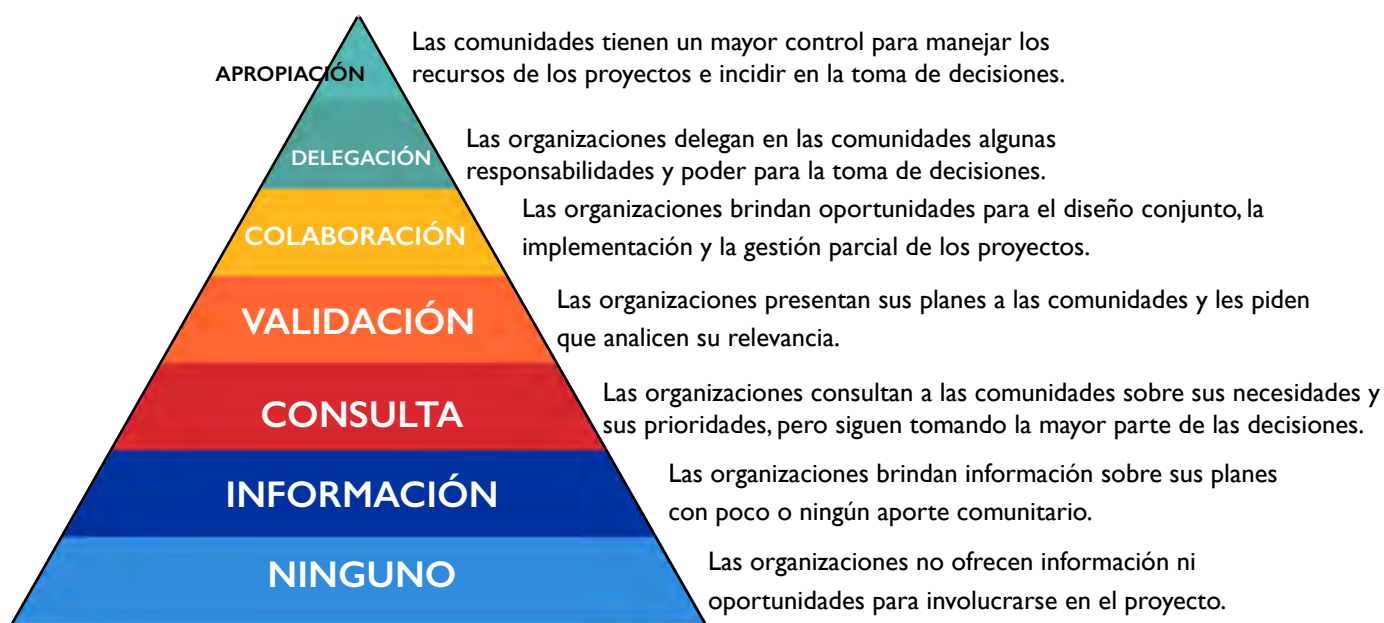 Las comunidades tienen un mayor control para manejar los
APROPIACIÓN
recursos de los proyectos e incidir en la toma de decisiones.
Las organizaciones delegan en las comunidades algunas
DELEGACIÓN
responsabilidades y poder para la toma de decisiones.
Las organizaciones brindan oportunidades para el diseño conjunto, la
COLABORACIÓN
implementación y la gestión parcial de los proyectos.
Las organizaciones presentan sus planes a las comunidades y les piden
VALIDACIÓN
que analicen su relevancia.
Las organizaciones consultan a las comunidades sobre sus necesidades y
CONSULTA
sus prioridades, pero siguen tomando la mayor parte de las decisiones.
Las organizaciones brindan información sobre sus planes
INFORMACIÓN
con poco o ningún aporte comunitario.
Las organizaciones no ofrecen información ni
NINGUNO
oportunidades para involucrarse en el proyecto.